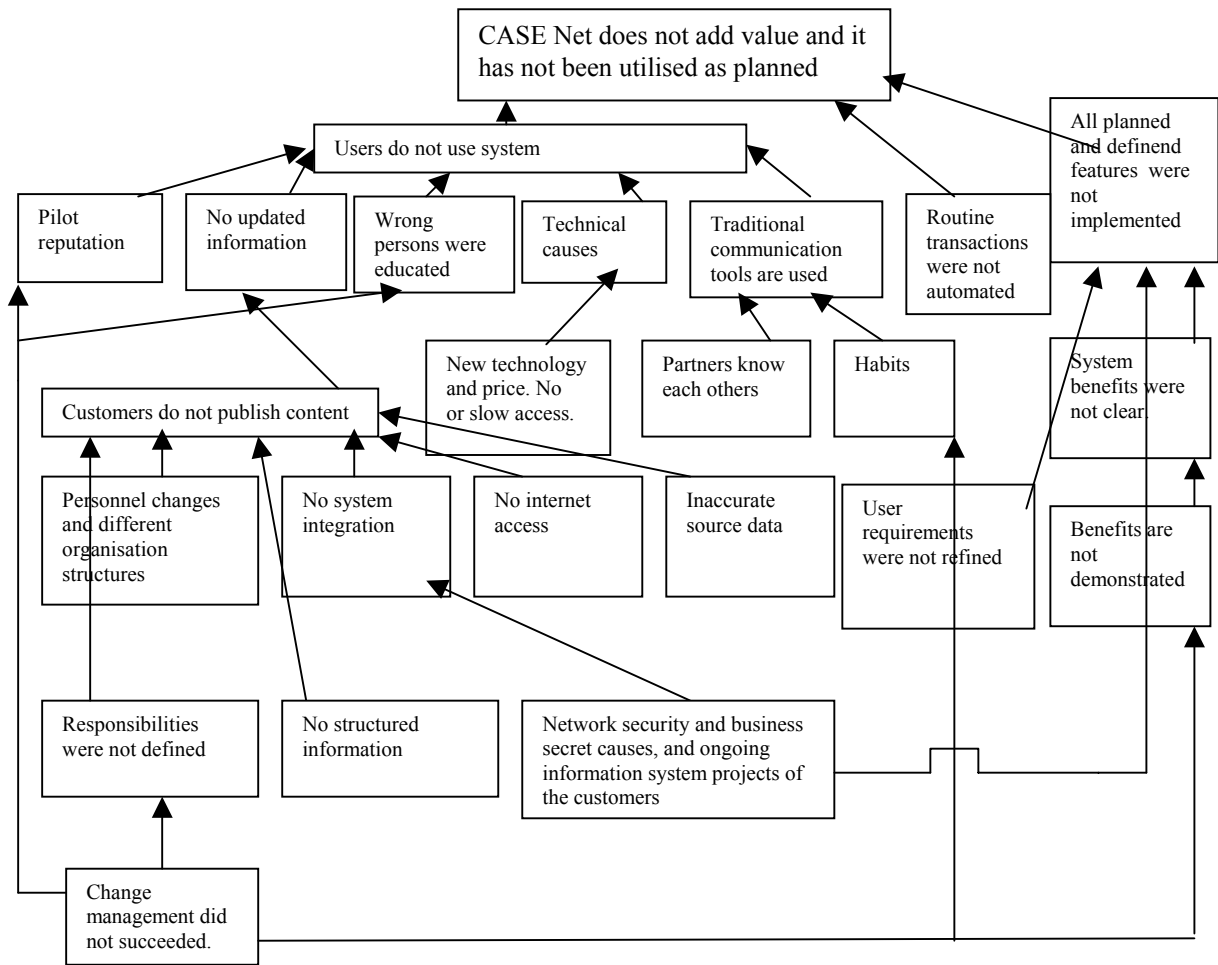 CASE Net does not add value and it
has not been utilised as planned
Users do not use system
All planned
and definend
features were
not
implemented
Pilot
reputation
No updated
information
Wrong
persons were
educated
Technical
causes
Traditional
communication
tools are used
Routine
transactions
were not
automated
New technology
and price. No
or slow access.
Partners know
each others
Habits
System
benefits were
not clear.
Customers do not publish content
Personnel changes
and different
organisation
structures
No system
integration
No internet
access
Inaccurate
source data
User
requirements
were not refined
Benefits are
not
demonstrated
Responsibilities
were not defined
No structured
information
Network security and business
secret causes, and ongoing
information system projects of
the customers
Change
management did
not succeeded.